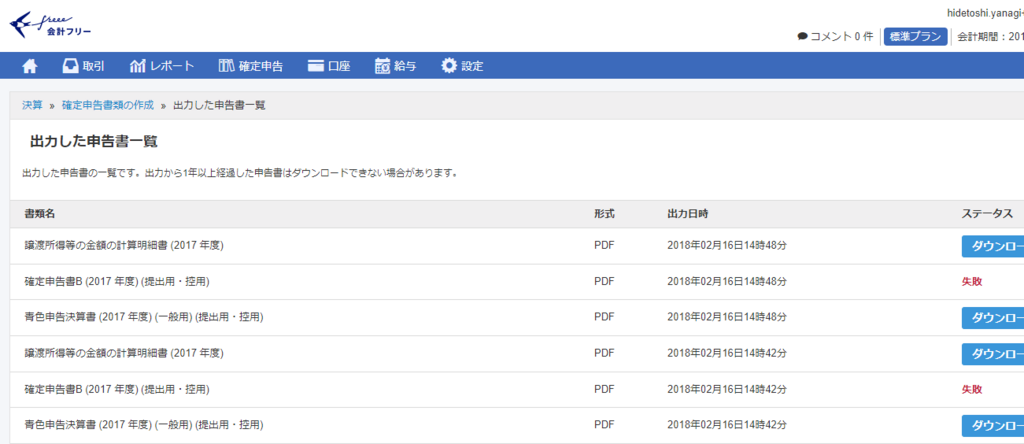 freee
会計フリー
hidetoshi.yanagi
コメント 0 件 標準プラン 会計期間：201
取引 レポート 確定申告 口座 給与 設定
決算 » 確定申告書類の作成 » 出力した申告書一覧
出力した申告書一覧
出力した申告書の一覧です。出力から1年以上経過した申告書はダウンロードできない場合があります。
書類名 形式 出力日時 ステータス
譲渡所得等の金額の計算明細書 (2017 年度) PDF 2018年02月16日14時48分 ダウンロー
確定申告書B (2017 年度) (提出用・控用) PDF 2018年02月16日14時48分 失敗
青色申告決算書 (2017 年度) (一般用) (提出用・控用) PDF 2018年02月16日14時48分 ダウンロー
譲渡所得等の金額の計算明細書 (2017 年度) PDF 2018年02月16日14時42分 ダウンロー
確定申告書B (2017 年度) (提出用・控用) PDF 2018年02月16日14時42分 失敗
青色申告決算書 (2017 年度) (一般用) (提出用・控用) PDF 2018年02月16日14時42分 ダウンロー